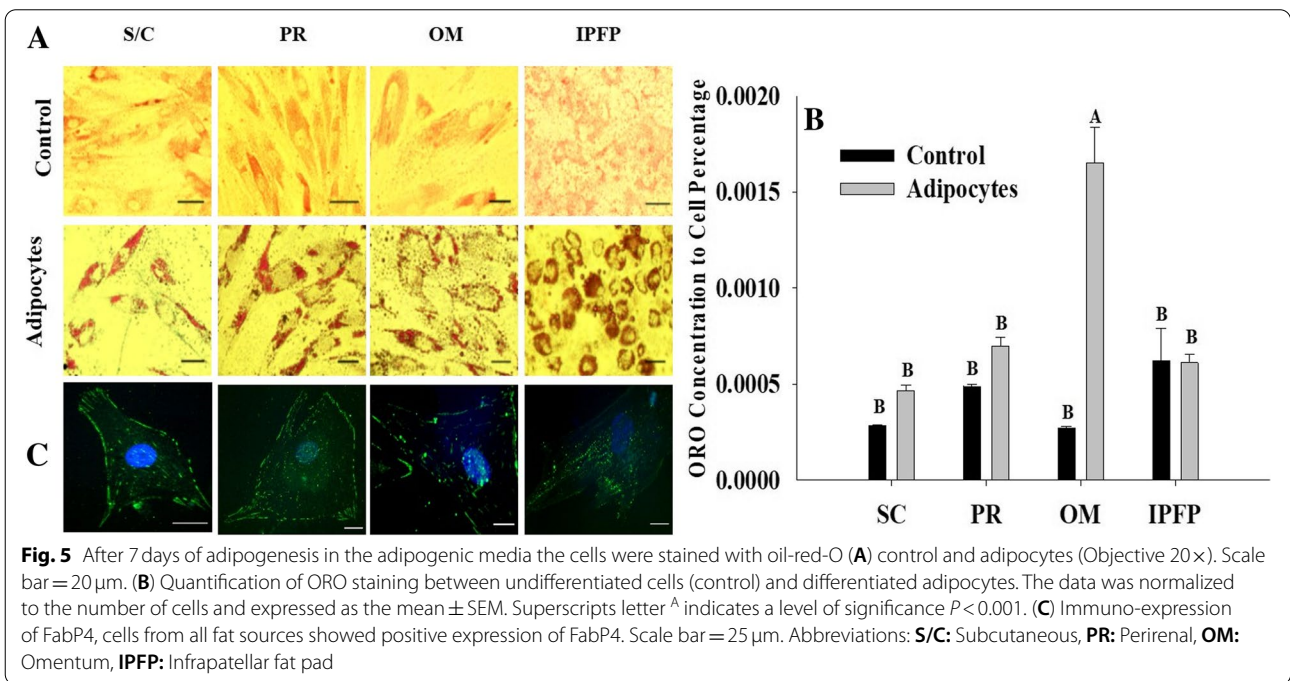 A
S/C PR OM IPFP
Control
Adipocytes
C
B
ORO Concentration to Cell Percentage
0.0020
0.0015
0.0010
0.0005
0.0000
Control
Adipocytes
B B B B B A B B
SC PR OM IPFP
Fig. 5 After 7 days of adipogenesis in the adipogenic media the cells were stained with oil-red-O (A) control and adipocytes (Objective 20×). Scale
bar = 20 μm. (B) Quantification of ORO staining between undifferentiated cells (control) and differentiated adipocytes. The data was normalized
to the number of cells and expressed as the mean ± SEM. Superscripts letter A indicates a level of significance P < 0.001. (C) Immuno-expression
of FabP4, cells from all fat sources showed positive expression of FabP4. Scale bar = 25 μm. Abbreviations: S/C: Subcutaneous, PR: Perirenal, OM:
Omentum, IPFP: Infrapatellar fat pad